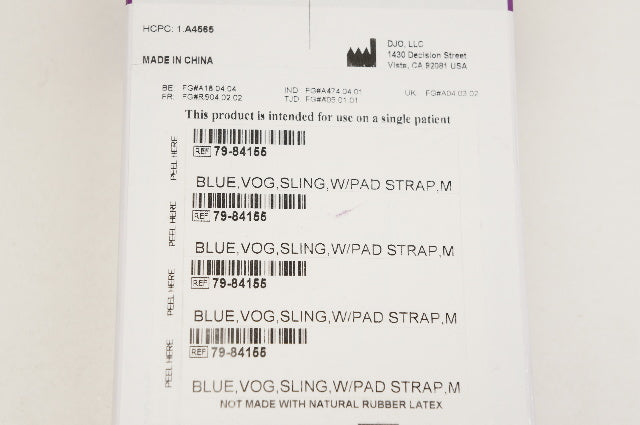 HCPC: 1.A4565
MADE IN CHINA
DJO, LLC
1430 Decision Street
Vista, CA 92081 USA
BE: FG#A18.04.04
IND: FG#A474.04.01
UK: FG#A04.03.02
FR: FG#R904.02.02
TJD: FG#A05.01.01
This product is intended for use on a single patient
PEEL HERE
REF 79-84155
BLUE,VOG,SLING,W/PAD STRAP,M
PEEL HERE
REF 79-84155
BLUE,VOG,SLING,W/PAD STRAP,M
PEEL HERE
REF 79-84155
BLUE,VOG,SLING,W/PAD STRAP,M
PEEL HERE
REF 79-84155
BLUE,VOG,SLING,W/PAD STRAP,M
NOT MADE WITH NATURAL RUBBER LATEX